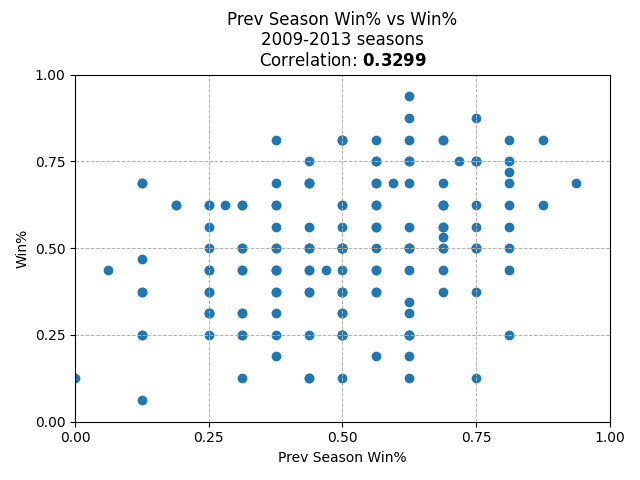 Prev Season Win% vs Win%
2009-2013 seasons
Correlation: 0.3299
1.00
0.75
0.50
0.25
0.00
Win%
0.00 0.25 0.50 0.75 1.00
Prev Season Win%